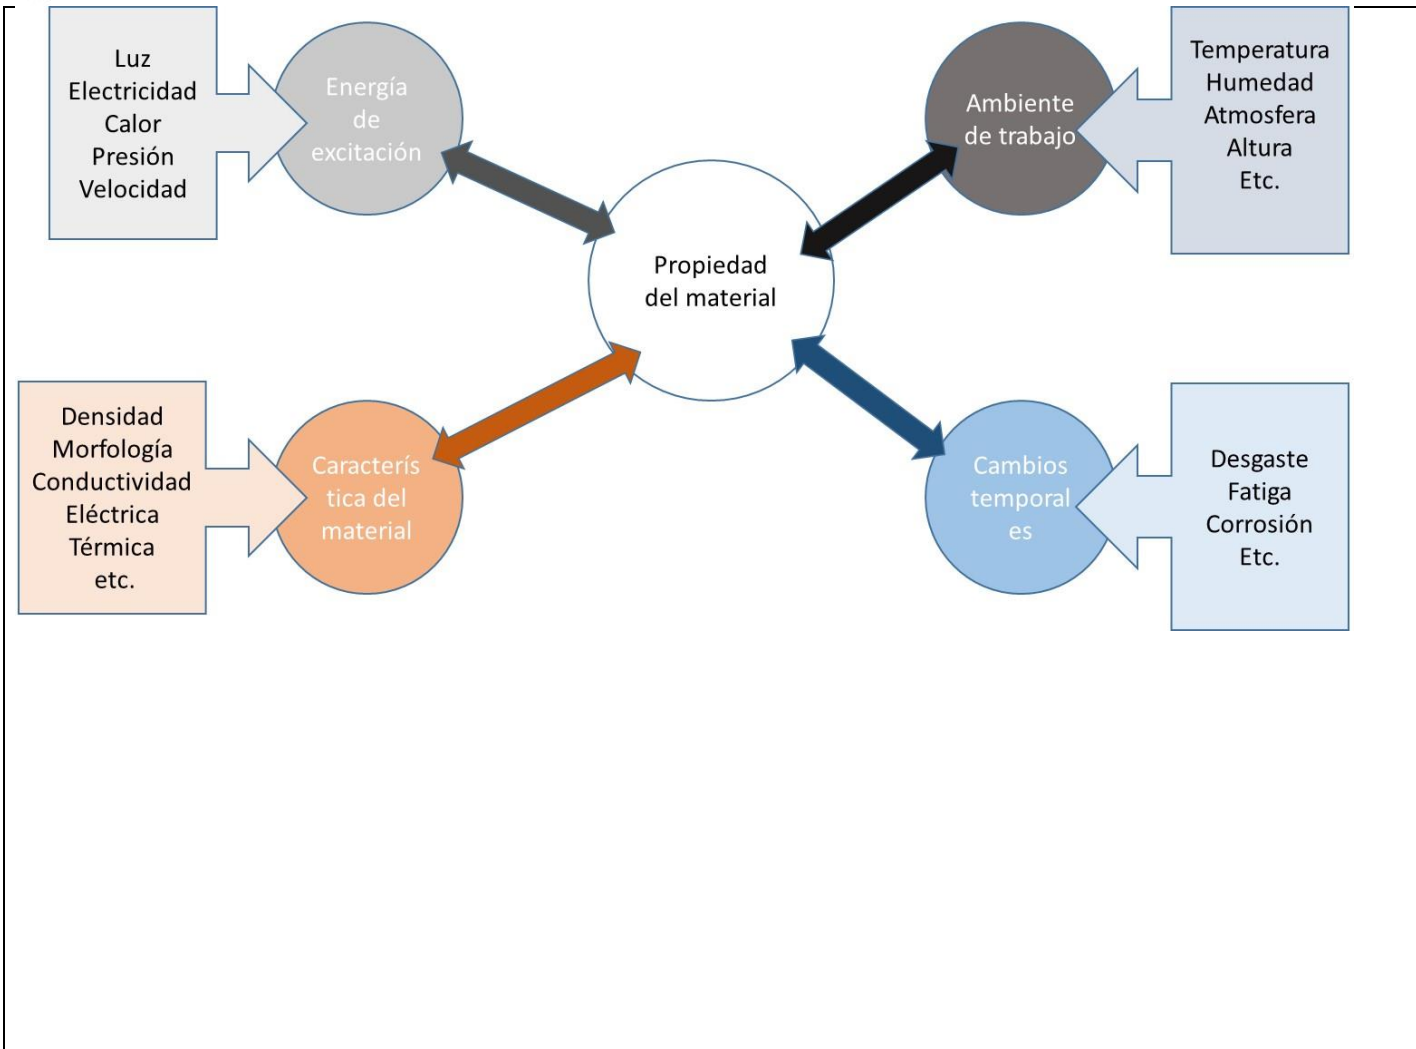 Luz
Electricidad
Calor
Presión
Velocidad
Energía
de
excitación
Ambiente
de trabajo
Temperatura
Humedad
Atmosfera
Altura
Etc.
Propiedad
del material
Densidad
Morfología
Conductividad
Eléctrica
Térmica
etc.
Caracterís
tica del
material
Cambios
temporal
es
Desgaste
Fatiga
Corrosión
Etc.